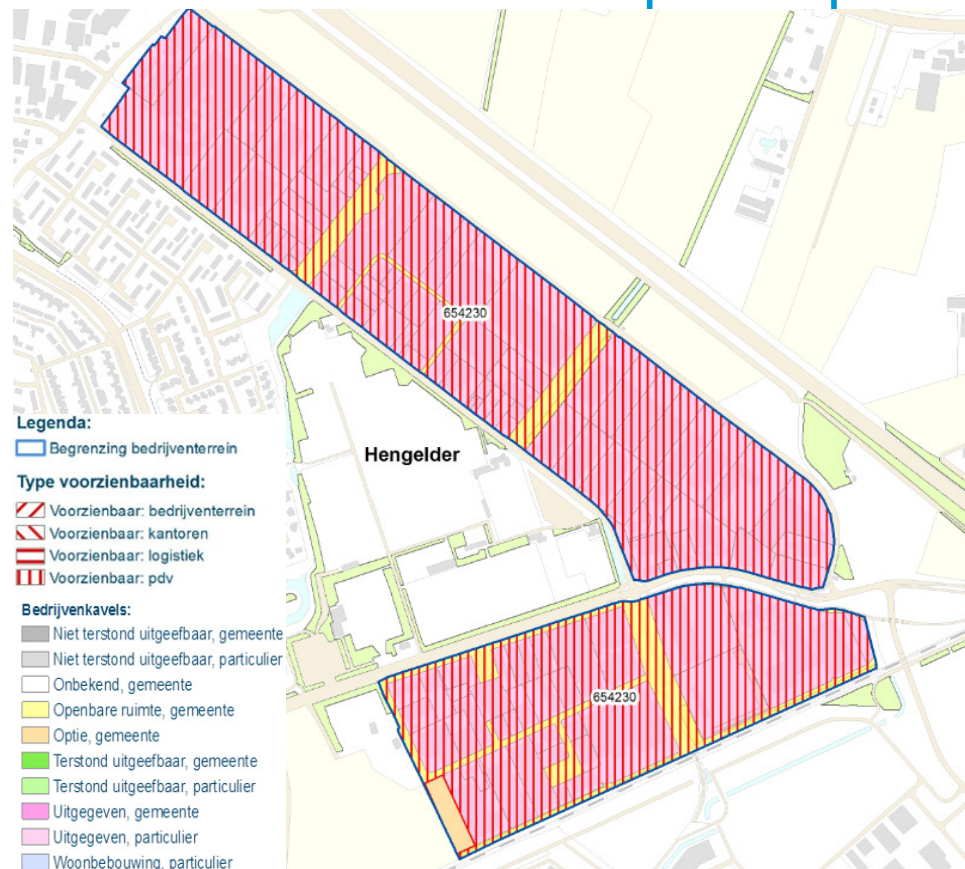 654230
Hengelder
654230
Legenda:
Begrenzing bedrijventerrein
Type voorzienbaarheid:
Voorzienbaar: bedrijventerrein
Voorzienbaar: kantoren
Voorzienbaar: logistiek
Voorzienbaar: pdv
Bedrijvenkavels:
Niet terstond uitgeefbaar, gemeente
Niet terstond uitgeefbaar, particulier
Onbekend, gemeente
Openbare ruimte, gemeente
Optie, gemeente
Terstond uitgeefbaar, gemeente
Terstond uitgeefbaar, particulier
Uitgegeven, gemeente
Uitgegeven, particulier
Woonbebouwing, particulier